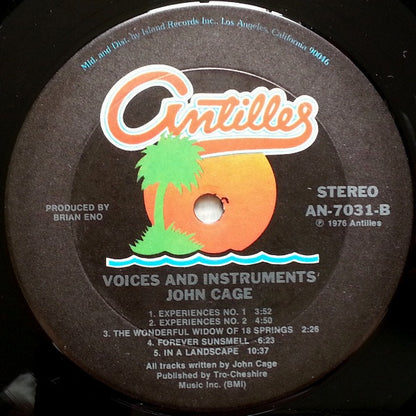 Mfd. and Dist. by Island Records Inc., Los Angeles, California 90046
antilles
PRODUCED BY
BRIAN ENO
STEREO
AN-7031-B
℗ 1976 Antilles
VOICES AND INSTRUMENTS
JOHN CAGE
1. EXPERIENCES NO. 1 3:52
2. EXPERIENCES NO. 2 4:50
3. THE WONDERFUL WIDOW OF 18 SPRINGS 2:26
4. FOREVER SUNSMELL 6:23
5. IN A LANDSCAPE 10:37
All tracks written by John Cage
Published by Tro-Cheshire
Music Inc. (BMI)